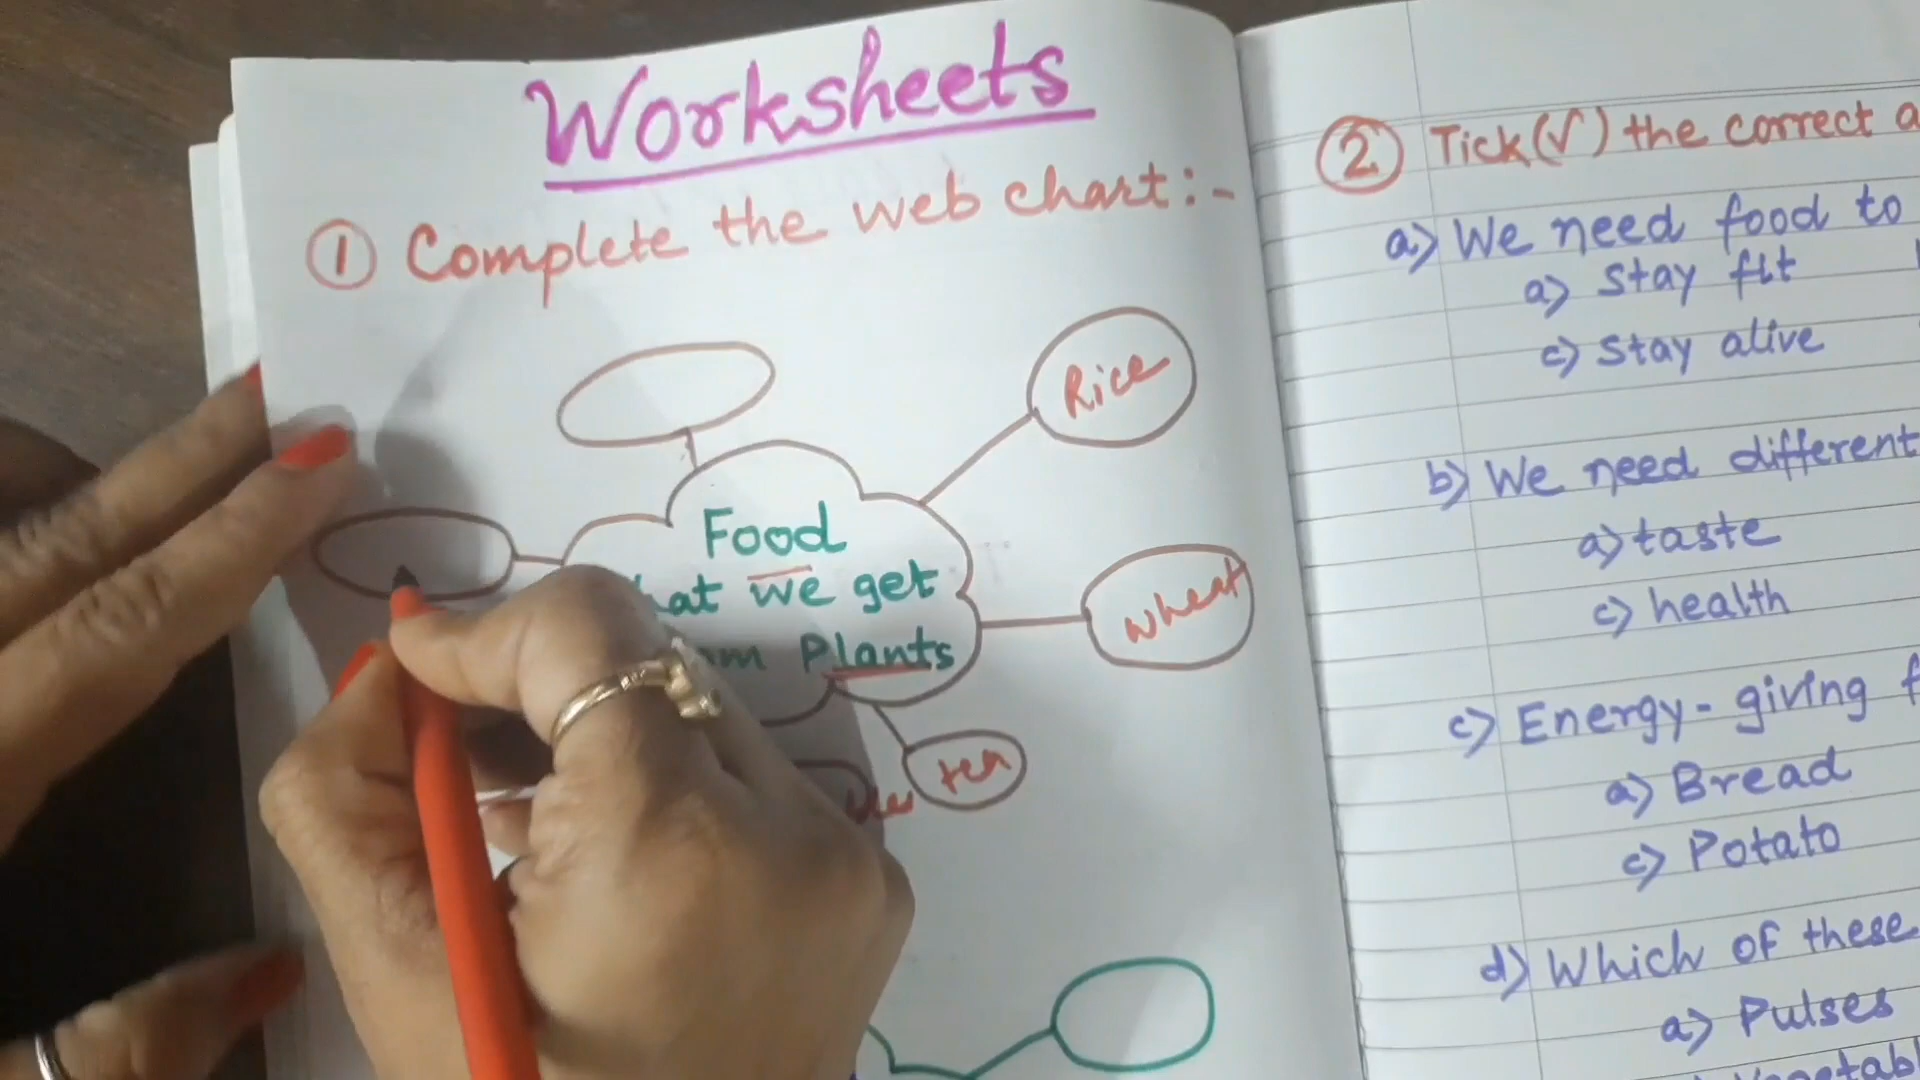 Worksheets
① Complete the web chart:-
Rice
Food
we get
Plants
Wheat
tea
② Tick(√) the correct
a) We need food to
a) Stay fit
c) Stay alive
b) We need different
a) taste
c) health
c) Energy-giving
a) Bread
c) Potato
d) Which of these
a) Pulses